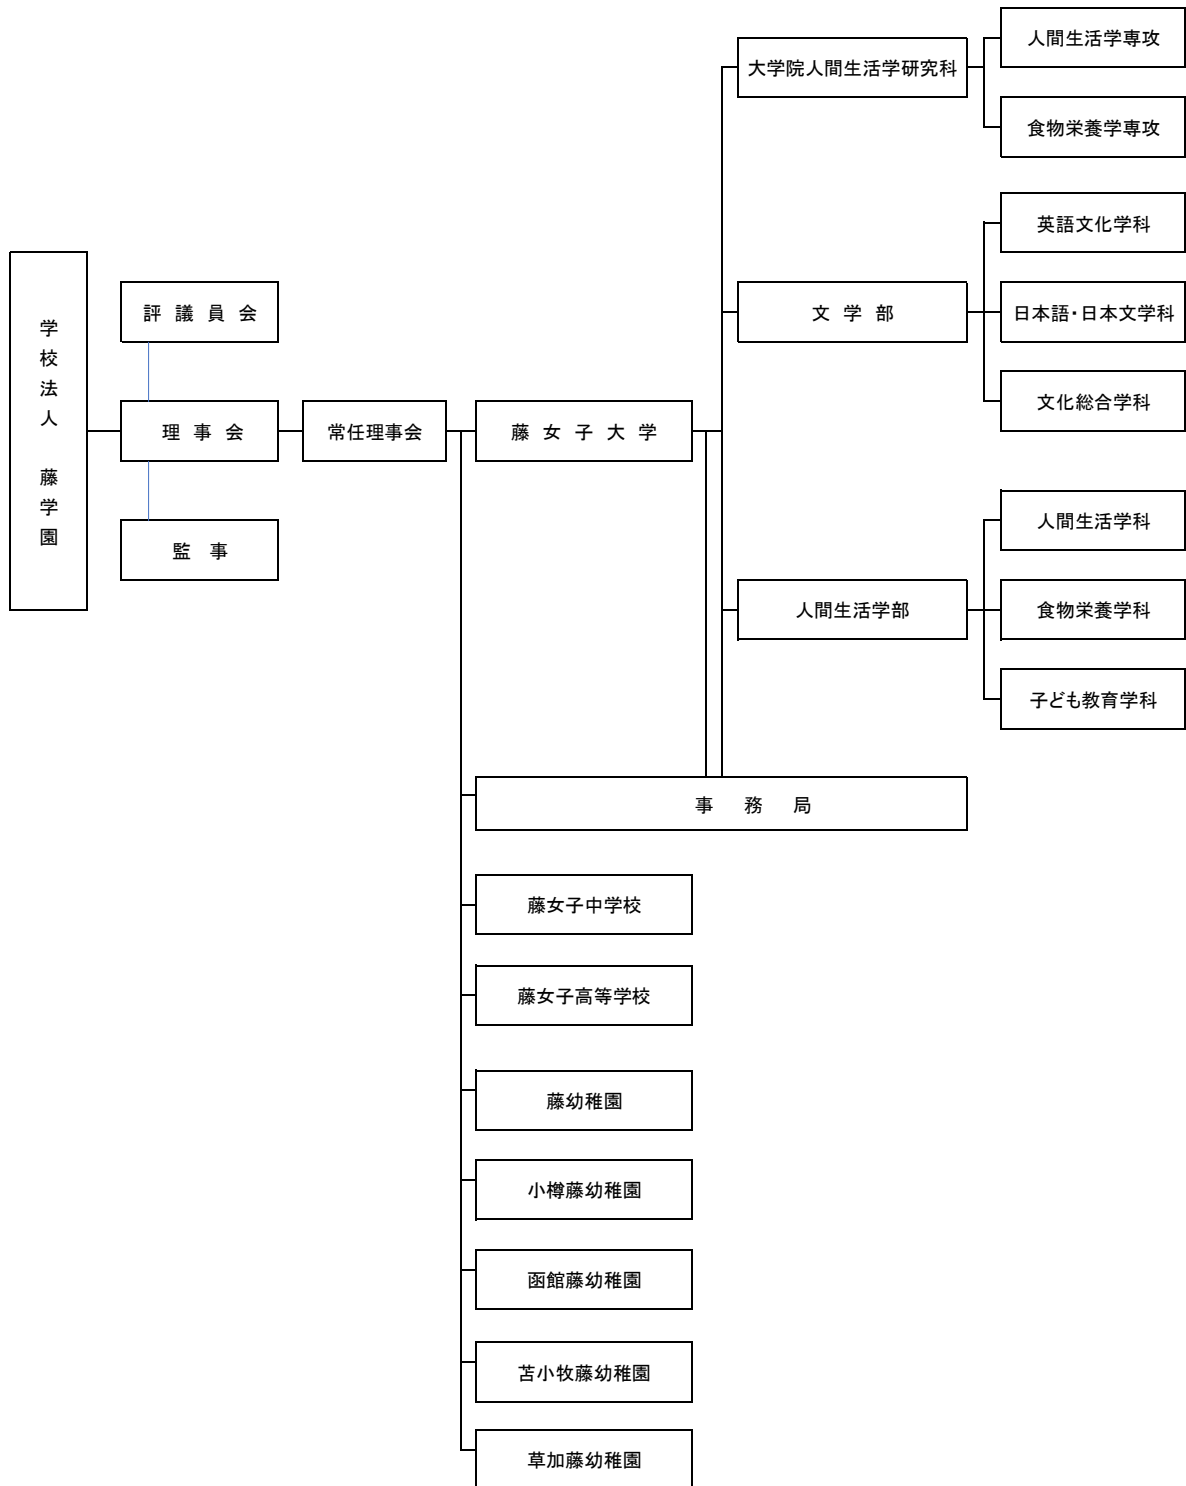 学校法人　藤学園
評 議 員 会
理 事 会
監　事
常任理事会
藤 女 子 大 学
大学院人間生活学研究科
人間生活学専攻
食物栄養学専攻
文 学 部
英語文化学科
日本語・日本文学科
文化総合学科
人間生活学部
人間生活学科
食物栄養学科
子ども教育学科
事　務　局
藤女子中学校
藤女子高等学校
藤幼稚園
小樽藤幼稚園
函館藤幼稚園
苫小牧藤幼稚園
草加藤幼稚園